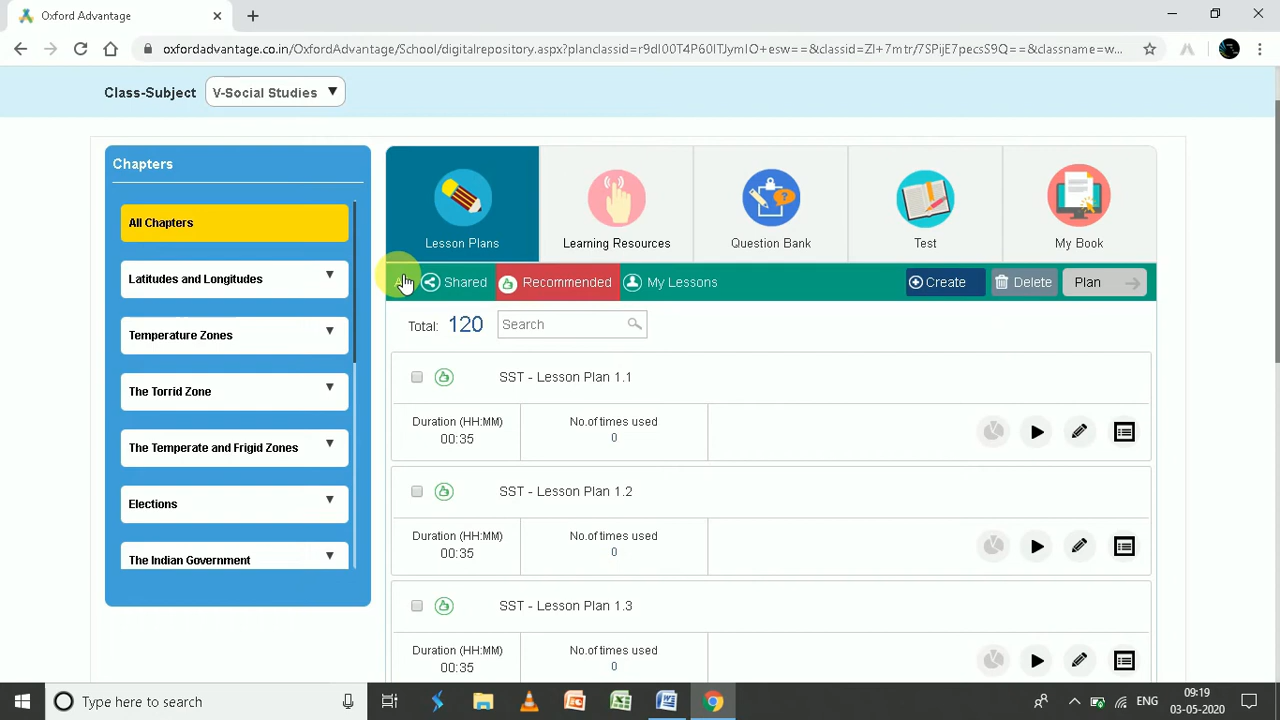 Oxford Advantage
oxfordadvantage.co.in/OxfordAdvantage/School/digitalrepository.aspx?planclassid=r9dI00T4P60ITJymIO+esw==&classid=ZI+7mtr/7SPijE7pecsS9Q==&classname=w...
Class-Subject V-Social Studies
Chapters
All Chapters
Latitudes and Longitudes
Temperature Zones
The Torrid Zone
The Temperate and Frigid Zones
Elections
The Indian Government
Lesson Plans Learning Resources Question Bank Test My Book
Shared Recommended My Lessons Create Delete Plan
Total: 120 Search
SST - Lesson Plan 1.1
Duration (HH:MM) No.of times used
00:35 0
SST - Lesson Plan 1.2
Duration (HH:MM) No.of times used
00:35 0
SST - Lesson Plan 1.3
Duration (HH:MM) No.of times used
00:35 0
Type here to search
ENG
09:19
03-05-2020